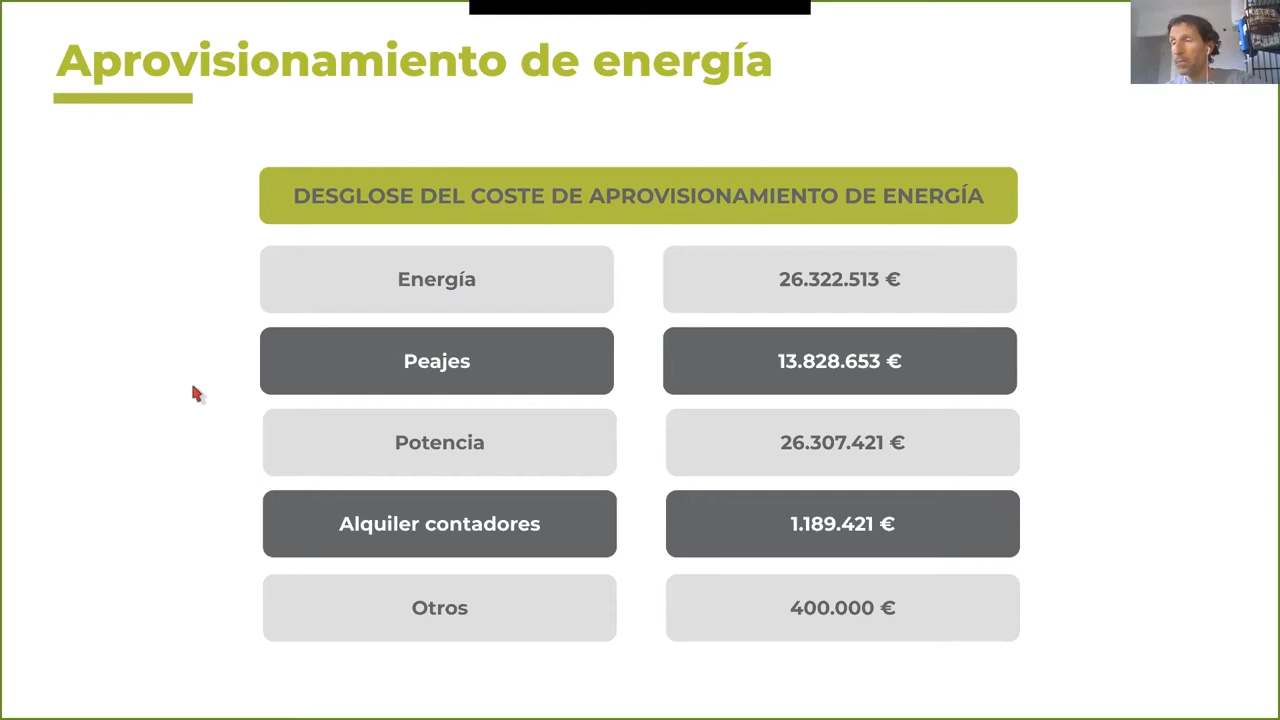 Aprovisionamiento de energía
DESGLOSE DEL COSTE DE APROVISIONAMIENTO DE ENERGÍA
Energía 26.322.513 €
Peajes 13.828.653 €
Potencia 26.307.421 €
Alquiler contadores 1.189.421 €
Otros 400.000 €